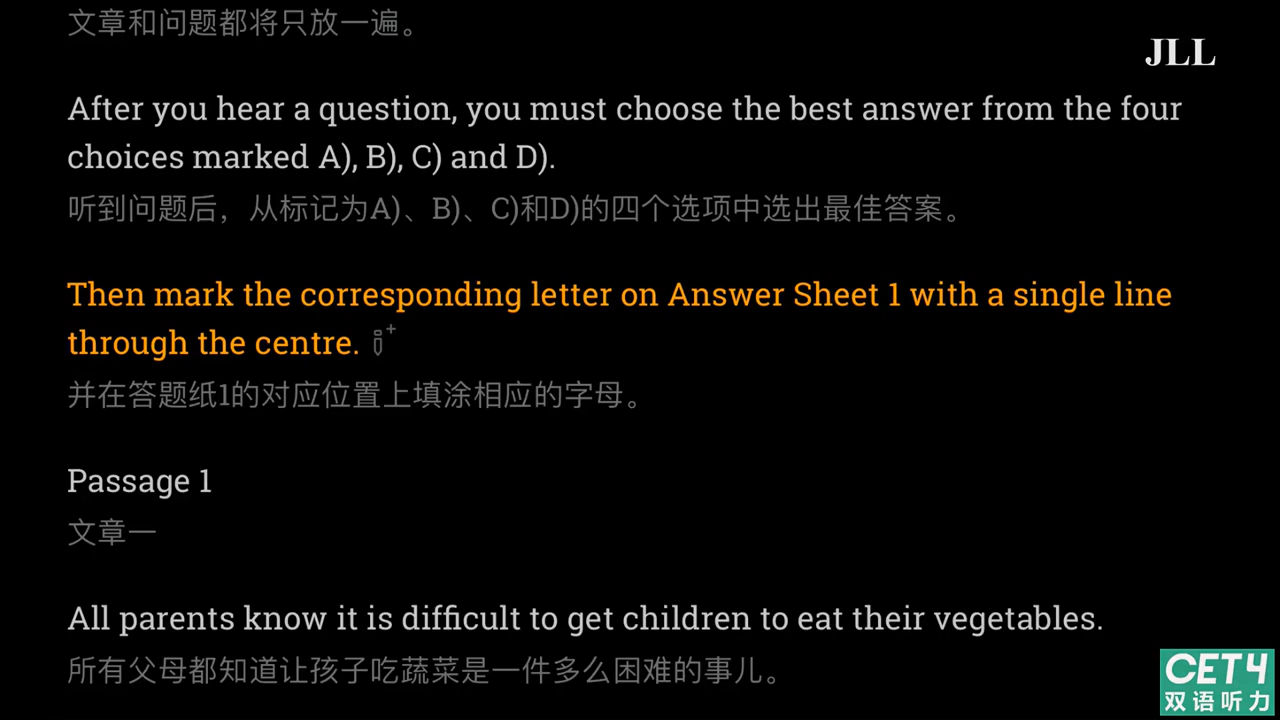 文章和问题都将只放一遍。
JLL
After you hear a question, you must choose the best answer from the four
choices marked A), B), C) and D).
听到问题后，从标记为A)、B)、C)和D)的四个选项中选出最佳答案。
Then mark the corresponding letter on Answer Sheet 1 with a single line
through the centre.
并在答题纸1的对应位置上填涂相应的字母。
Passage 1
文章一
All parents know it is difficult to get children to eat their vegetables.
所有父母都知道让孩子吃蔬菜是一件多么困难的事儿。
CET4
双语听力